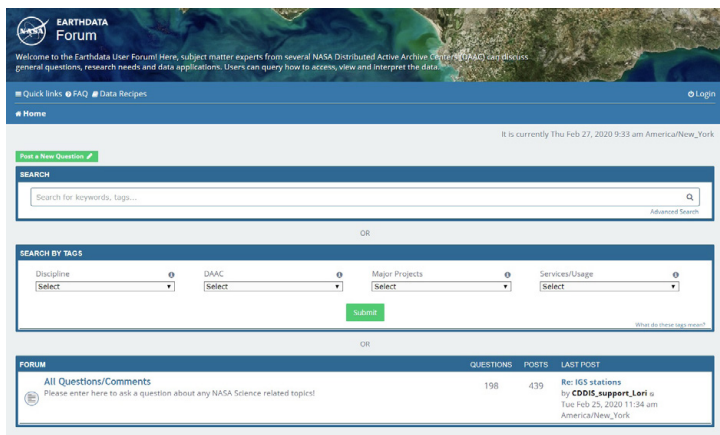 NASA
EARTHDATA
Forum
Welcome to the Earthdata User Forum! Here, subject matter experts from several NASA Distributed Active Archive Centers (DAAC) can discuss
general questions, research needs and data applications. Users can query how to access, view and interpret the data.
Quick links FAQ Data Recipes Login
Home
It is currently Thu Feb 27, 2020 9:33 am America/New_York
Post a New Question
SEARCH
Search for keywords, tags...
Advanced Search
OR
SEARCH BY TAGS
Discipline DAAC Major Projects Services/Usage
Select Select Select Select
Submit
What do these tags mean?
OR
FORUM QUESTIONS POSTS LAST POST
All Questions/Comments 198 439 Re: IGS stations
Please enter here to ask a question about any NASA Science related topics! by CDDIS_support_Lori
Tue Feb 25, 2020 11:34 am
America/New_York